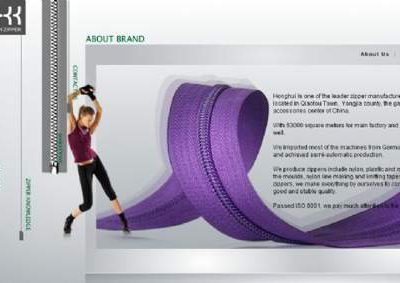 ZIPPER
ABOUT BRAND
About Us
CONTACT
ZIPPER KNOWLEDGE
Honghui is one of the leader zipper manufacture
located in Qiaotou Town, Yongjia county, the ga
accessories center of China.
With 53000 square meters for main factory and
well.
We imported most of the machines from Germa
and achieved semi-automatic production.
We produce zippers include nylon, plastic and m
the moulds, nylon line making and knitting tape
zippers, we make everything by ourselves to con
good and stable quality.
Passed ISO 9001, we pay much attention to the